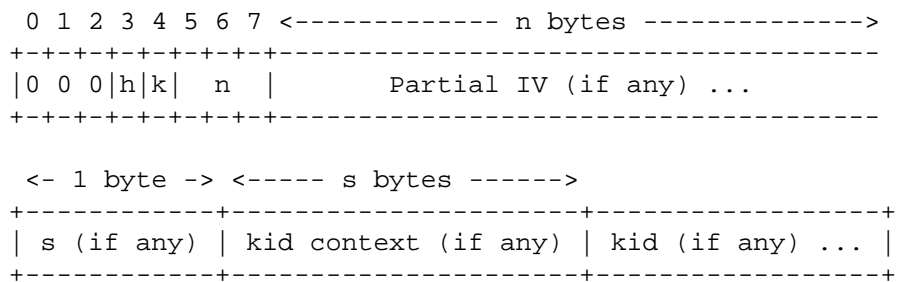 0 1 2 3 4 5 6 7 <------------- n bytes -------------->
+-+-+-+-+-+-+-+-+--------------------------------------
|0 0 0|h|k|  n  |       Partial IV (if any) ...
+-+-+-+-+-+-+-+-+--------------------------------------
 <- 1 byte -> <----- s bytes ------>
+------------+----------------------+------------------+
| s (if any) | kid context (if any) | kid (if any) ... |
+------------+----------------------+------------------+